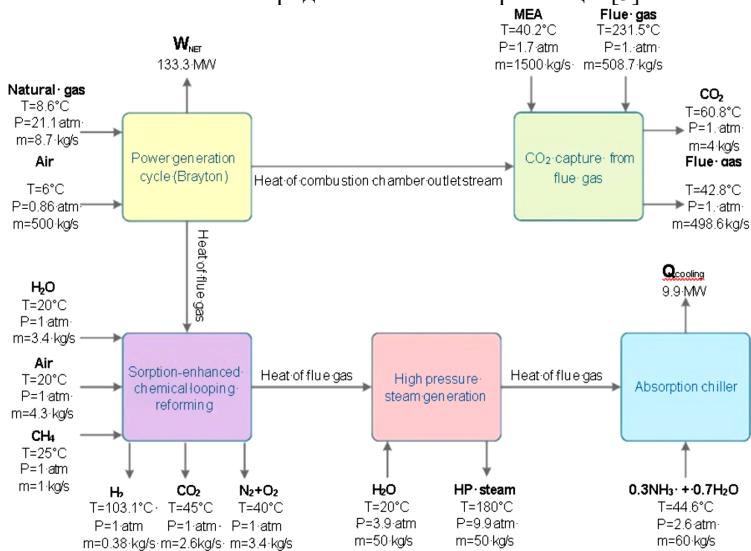 MEA
T=40.2°C
P=1.7 atm
m=1500 kg/s
Flue gas
T=231.5°C
P=1. atm
m=508.7 kg/s
W NET
133.3 MW
Natural gas
T=8.6°C
P=21.1 atm
m=8.7 kg/s
Air
T=6°C
P=0.86 atm
m=500 kg/s
Power generation
cycle (Brayton)
Heat of combustion chamber outlet stream
CO2 capture from
flue gas
CO2
T=60.8°C
P=1. atm
m=4 kg/s
Flue gas
T=42.8°C
P=1. atm
m=498.6 kg/s
Heat of flue gas
Qcooling
9.9 MW
H2O
T=20°C
P=1 atm
m=3.4 kg/s
Air
T=20°C
P=1 atm
m=4.3 kg/s
CH4
T=25°C
P=1 atm
m=1 kg/s
Sorption-enhanced
chemical looping
reforming
Heat of flue gas
High pressure
steam generation
Heat of flue gas
Absorption chiller
H2
T=103.1°C
P=1 atm
m=0.38 kg/s
CO2
T=45°C
P=1 atm
m=2.6kg/s
N2+O2
T=40°C
P=1 atm
m=3.4 kg/s
H2O
T=20°C
P=3.9 atm
m=50 kg/s
HP steam
T=180°C
P=9.9 atm
m=50 kg/s
0.3NH3 + 0.7H2O
T=44.6°C
P=2.6 atm
m=60 kg/s